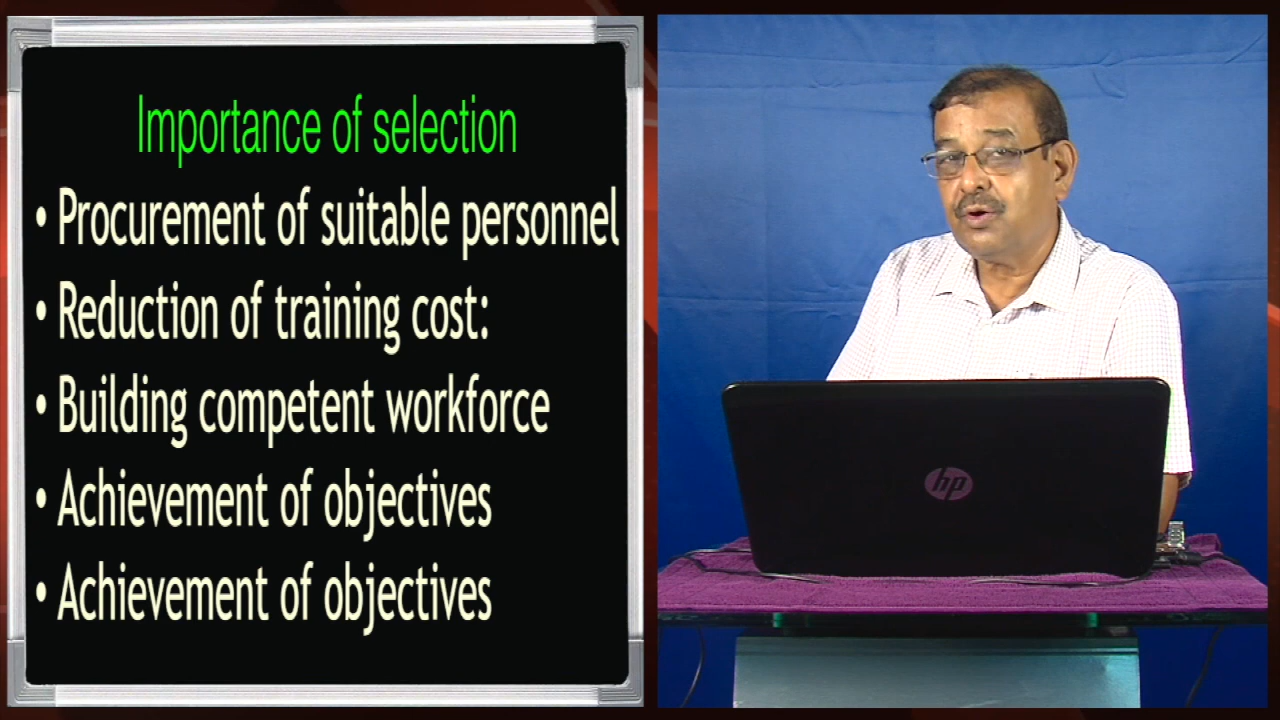 Importance of selection
• Procurement of suitable personnel
• Reduction of training cost:
• Building competent workforce
• Achievement of objectives
• Achievement of objectives
hp